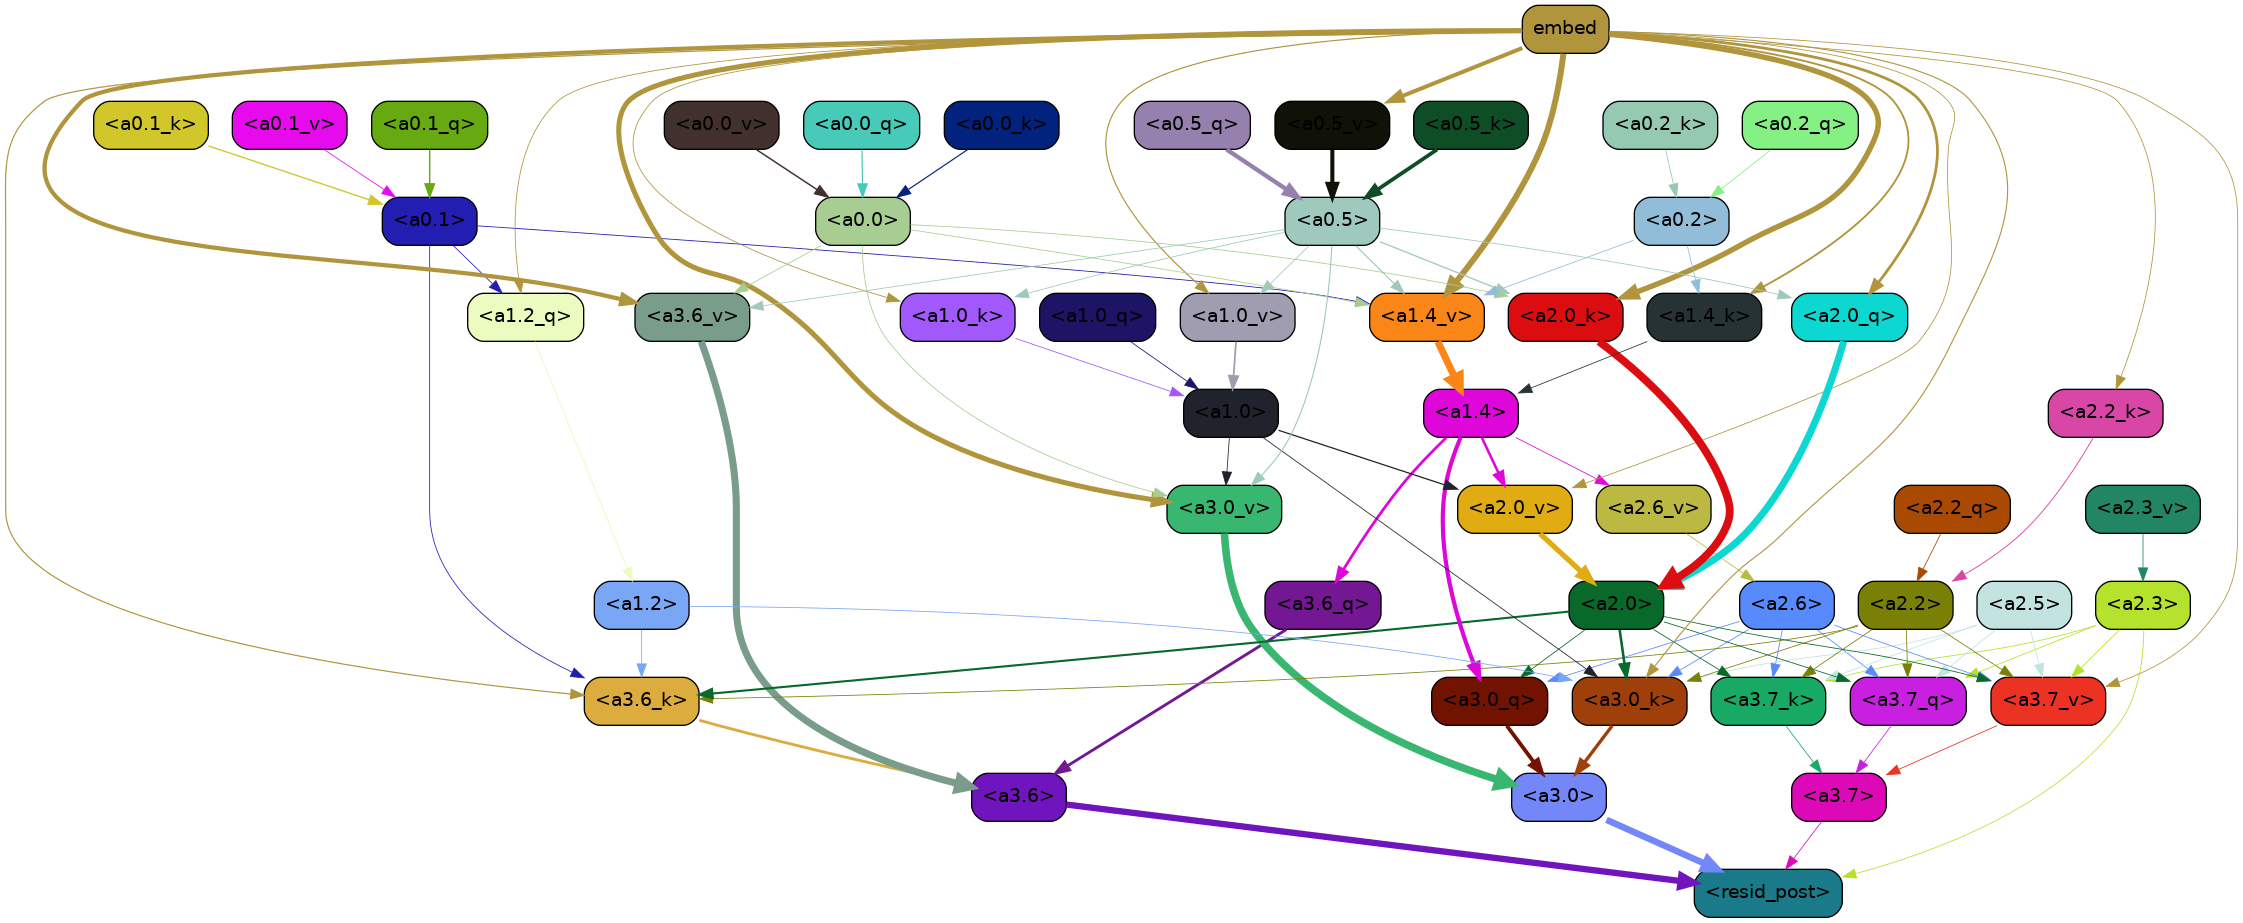 embed
<a0.1_k> <a0.1_v> <a0.1_q> <a0.0_v> <a0.0_q> <a0.0_k> <a0.5_q> <a0.5_v> <a0.5_k> <a0.2_k> <a0.2_q>
<a0.1> <a0.0> <a0.5> <a0.2>
<a1.2_q> <a3.6_v> <a1.0_k> <a1.0_q> <a1.0_v> <a1.4_v> <a2.0_k> <a1.4_k> <a2.0_q>
<a1.0> <a1.4> <a2.2_k>
<a3.0_v> <a2.0_v> <a2.6_v> <a2.2_q> <a2.3_v>
<a1.2> <a3.6_q> <a2.0> <a2.6> <a2.2> <a2.5> <a2.3>
<a3.6_k> <a3.0_q> <a3.0_k> <a3.7_k> <a3.7_q> <a3.7_v>
<a3.6> <a3.0> <a3.7>
<resid_post>